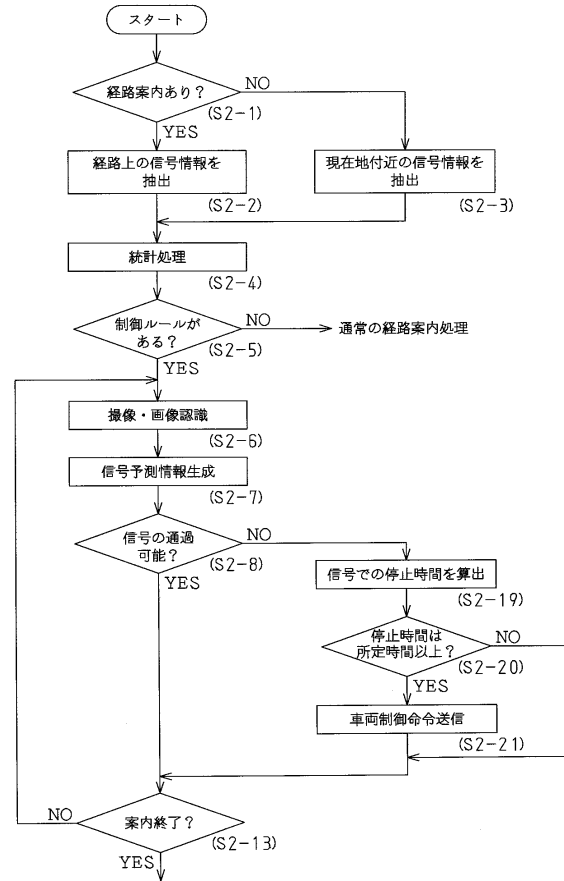 スタート
経路案内あり?
NO
(S2-1)
YES
経路上の信号情報を
抽出
(S2-2)
現在地付近の信号情報を
抽出
(S2-3)
統計処理
(S2-4)
制御ルールが
ある?
NO
通常の経路案内処理
(S2-5)
YES
撮像・画像認識
(S2-6)
信号予測情報生成
(S2-7)
信号の通過
可能?
NO
(S2-8)
YES
信号での停止時間を算出
(S2-19)
停止時間は
所定時間以上?
NO
(S2-20)
YES
車両制御命令送信
(S2-21)
NO
案内終了?
(S2-13)
YES